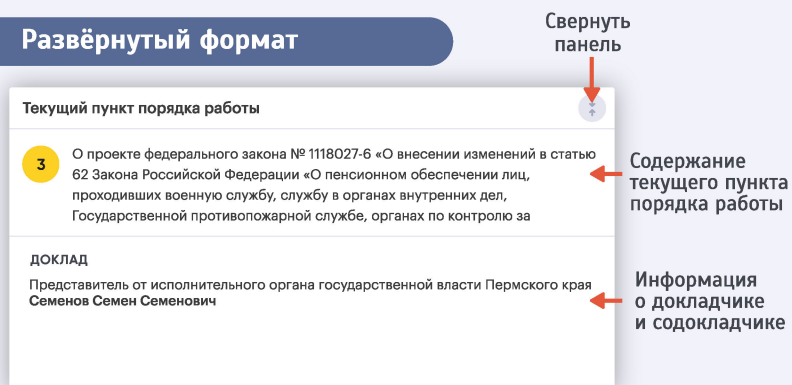 Развёрнутый формат
Свернуть
панель
Текущий пункт порядка работы
3
О проекте федерального закона № 1118027-6 «О внесении изменений в статью
62 Закона Российской Федерации «О пенсионном обеспечении лиц,
проходивших военную службу, службу в органах внутренних дел,
Государственной противопожарной службе, органах по контролю за
Содержание
текущего пункта
порядка работы
ДОКЛАД
Представитель от исполнительного органа государственной власти Пермского края
Семенов Семен Семенович
Информация
о докладчике
и содокладчике